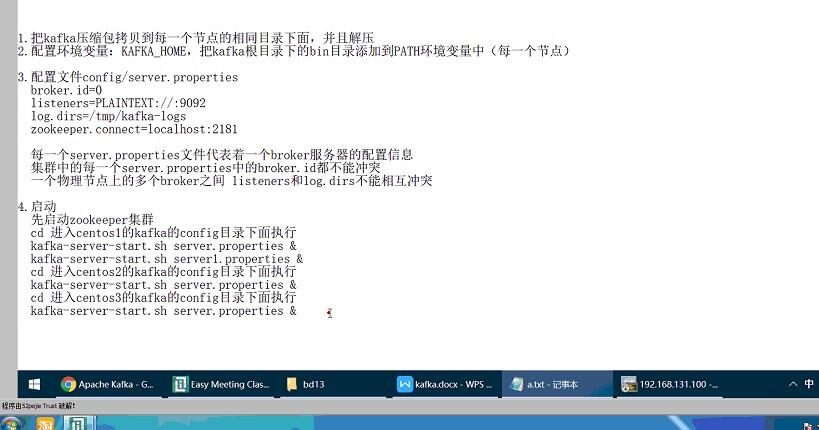 1.把kafka压缩包拷贝到每一个节点的相同目录下面，并且解压
2.配置环境变量：KAFKA_HOME，把kafka根目录下的bin目录添加到PATH环境变量中（每一个节点）
3.配置文件config/server.properties
broker.id=0
listeners=PLAINTEXT://:9092
log.dirs=/tmp/kafka-logs
zookeeper.connect=localhost:2181
每一个server.properties文件代表着一个broker服务器的配置信息
集群中的每一个server.properties中的broker.id都不能冲突
一个物理节点上的多个broker之间 listeners和log.dirs不能相互冲突
4.启动
先启动zookeeper集群
cd 进入centos1的kafka的config目录下面执行
kafka-server-start.sh server.properties &
kafka-server-start.sh server1.properties &
cd 进入centos2的kafka的config目录下面执行
kafka-server-start.sh server.properties &
cd 进入centos3的kafka的config目录下面执行
kafka-server-start.sh server.properties &
Apache Kafka - G... Easy Meeting Clas... bd13 kafka.docx - WPS ... a.txt - 记事本 192.168.131.100 -... 中
程序由52pojie Trust 破解!
淘